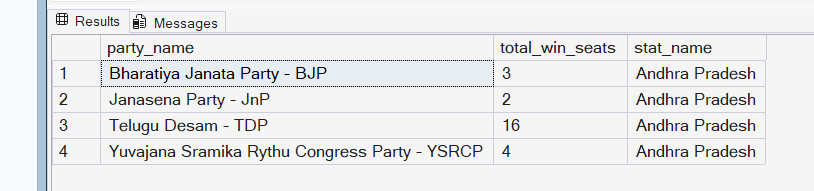 Results Messages
party_name total_win_seats stat_name
1 Bharatiya Janata Party - BJP 3 Andhra Pradesh
2 Janasena Party - JnP 2 Andhra Pradesh
3 Telugu Desam - TDP 16 Andhra Pradesh
4 Yuvajana Sramika Rythu Congress Party - YSRCP 4 Andhra Pradesh